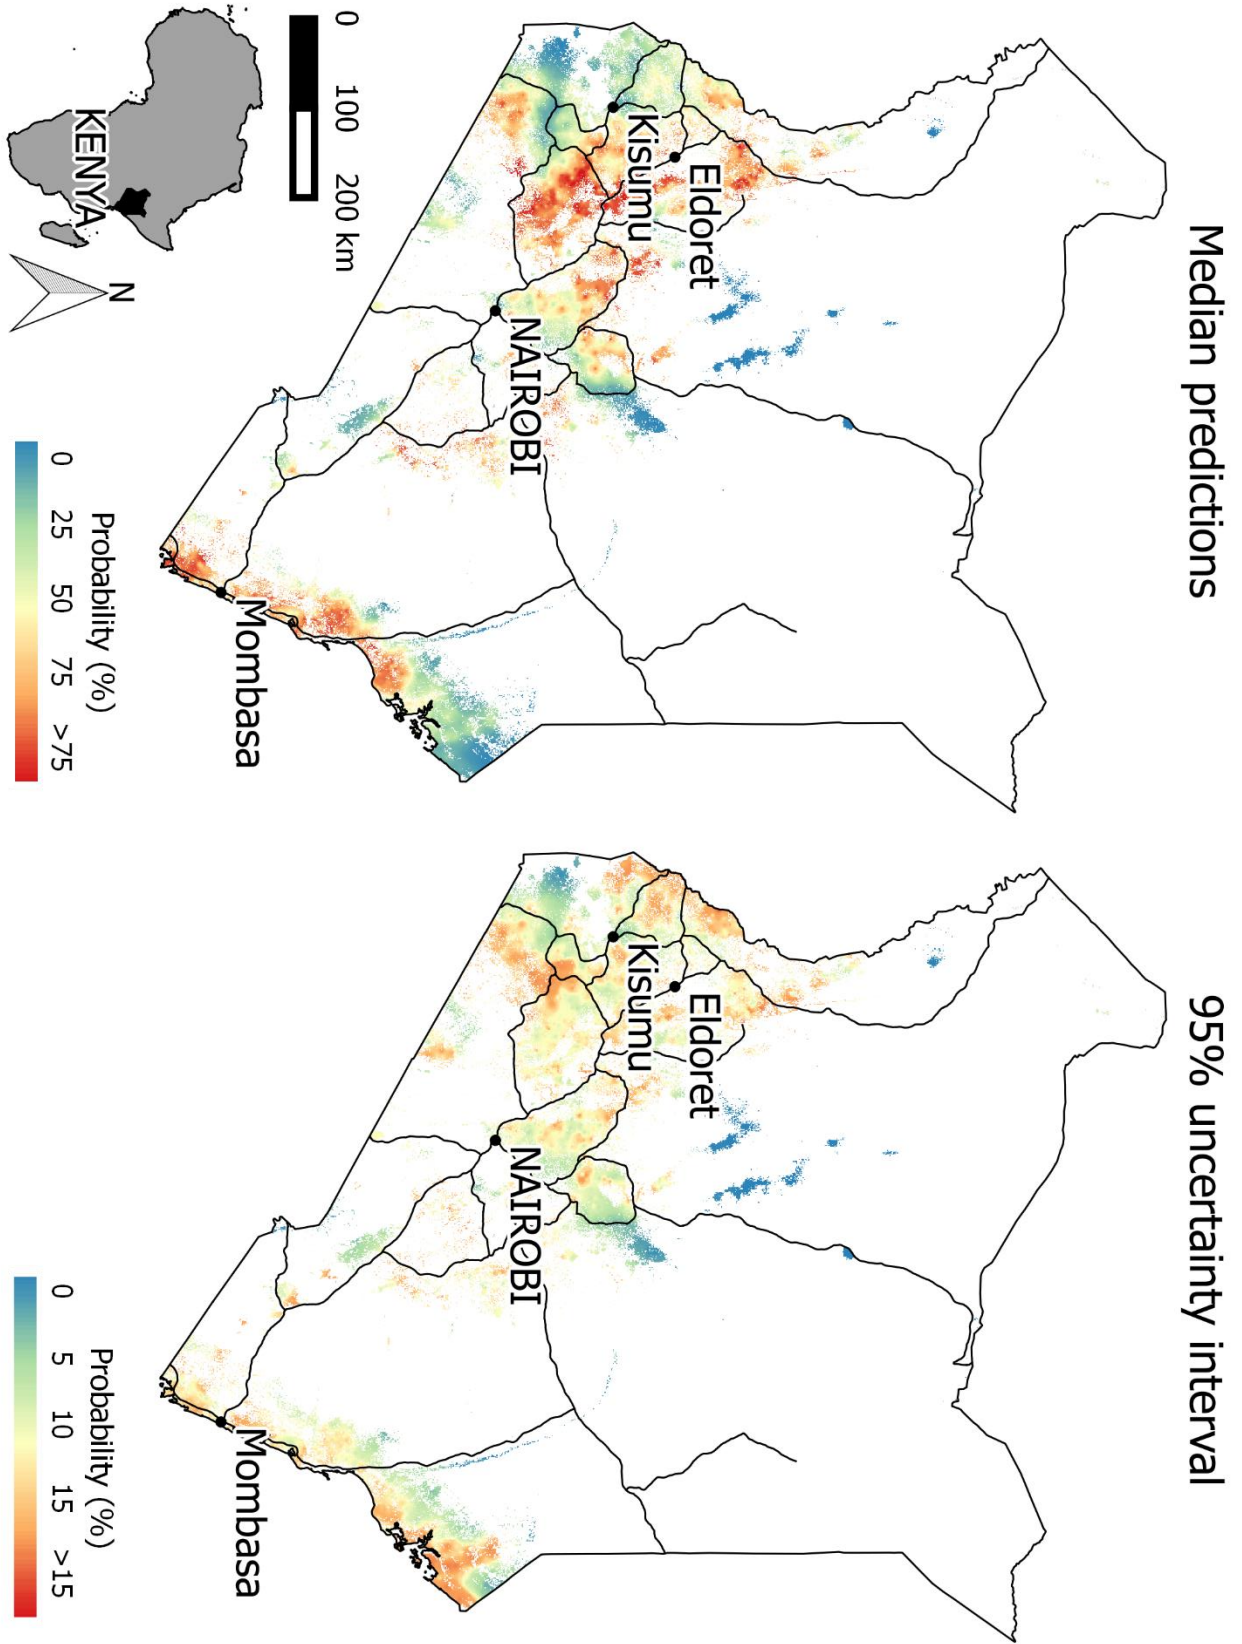 Median predictions
95% uncertainty interval
Eldoret
Kisumu
NAIROBI
Mombasa
Eldoret
Kisumu
NAIROBI
Mombasa
0 100 200 km
KENYA
N
Probability (%)
0 25 50 75 >75
Probability (%)
0 5 10 15 >15